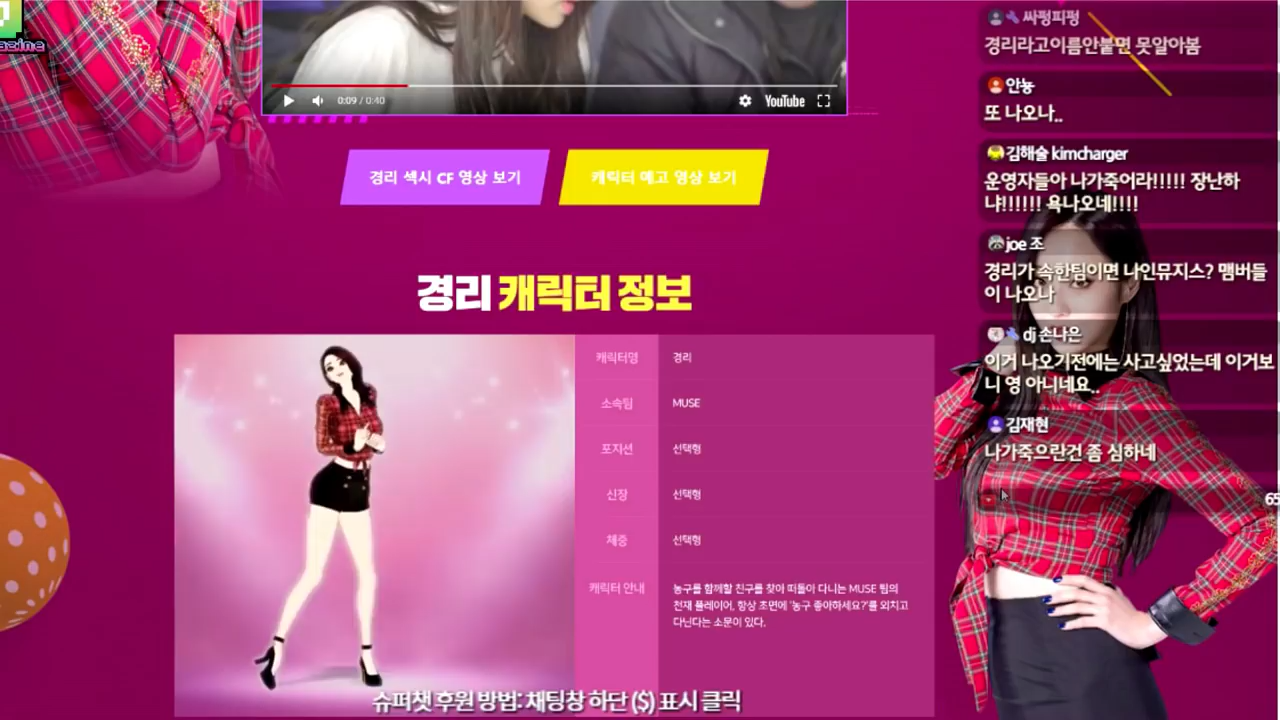 azine
0:09 / 0:40
YouTube
경리 섹시 CF 영상 보기
캐릭터 예고 영상 보기
경리 캐릭터 정보
캐릭터명
경리
소속팀
MUSE
포지션
선택형
신장
선택형
체중
선택형
캐릭터 안내
농구를 함께할 친구를 찾아 떠돌아 다니는 MUSE 팀의
천재 플레이어, 항상 초면에 '농구 좋아하세요?'를 외치고
다닌다는 소문이 있다.
슈퍼챗 후원 방법: 채팅창 하단 ($) 표시 클릭
싸펑피펑
경리라고이름안붙면 못알아봄
안농
또 나오나..
김해술 kimcharger
운영자들아 나가죽어라!!!!! 장난하
냐!!!!!! 욕나오네!!!!
joe 조
경리가 속한팀이면 나인뮤지스? 맴버들
이 나오나
dj 손나은
이거 나오기전에는 사고싶었는데 이거보
니 영 아니네요..
김재현
나가죽으란건 좀 심하네
65